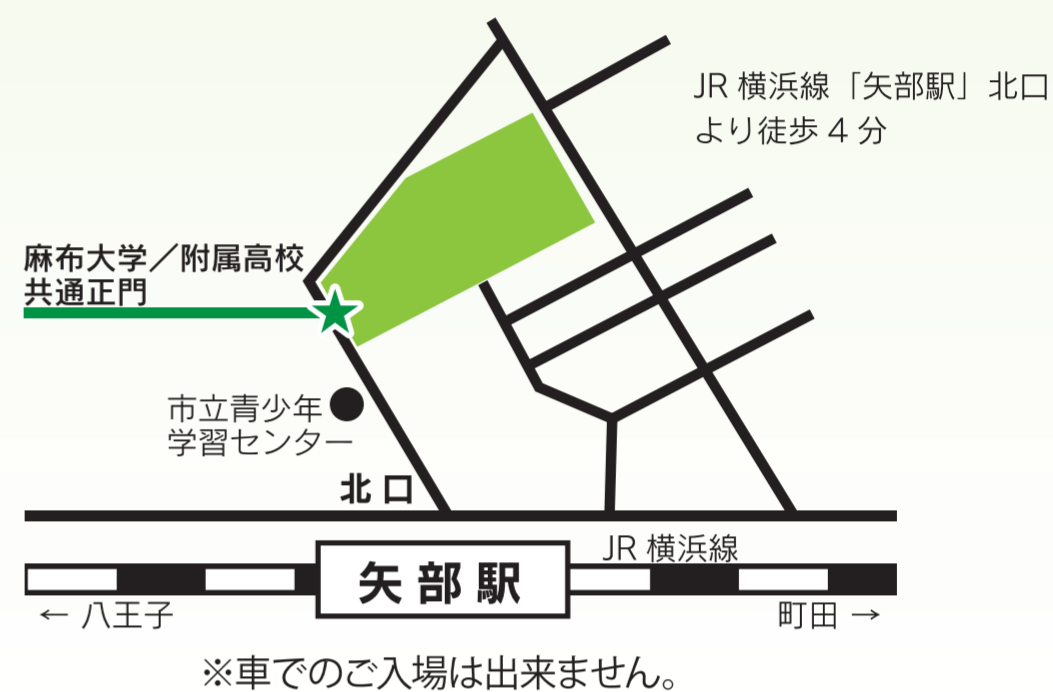 JR 横浜線「矢部駅」北口
より徒歩 4 分
麻布大学／附属高校
共通正門
市立青少年
学習センター
北 口
JR 横浜線
矢 部 駅
← 八王子
町田 →
※車でのご入場は出来ません。